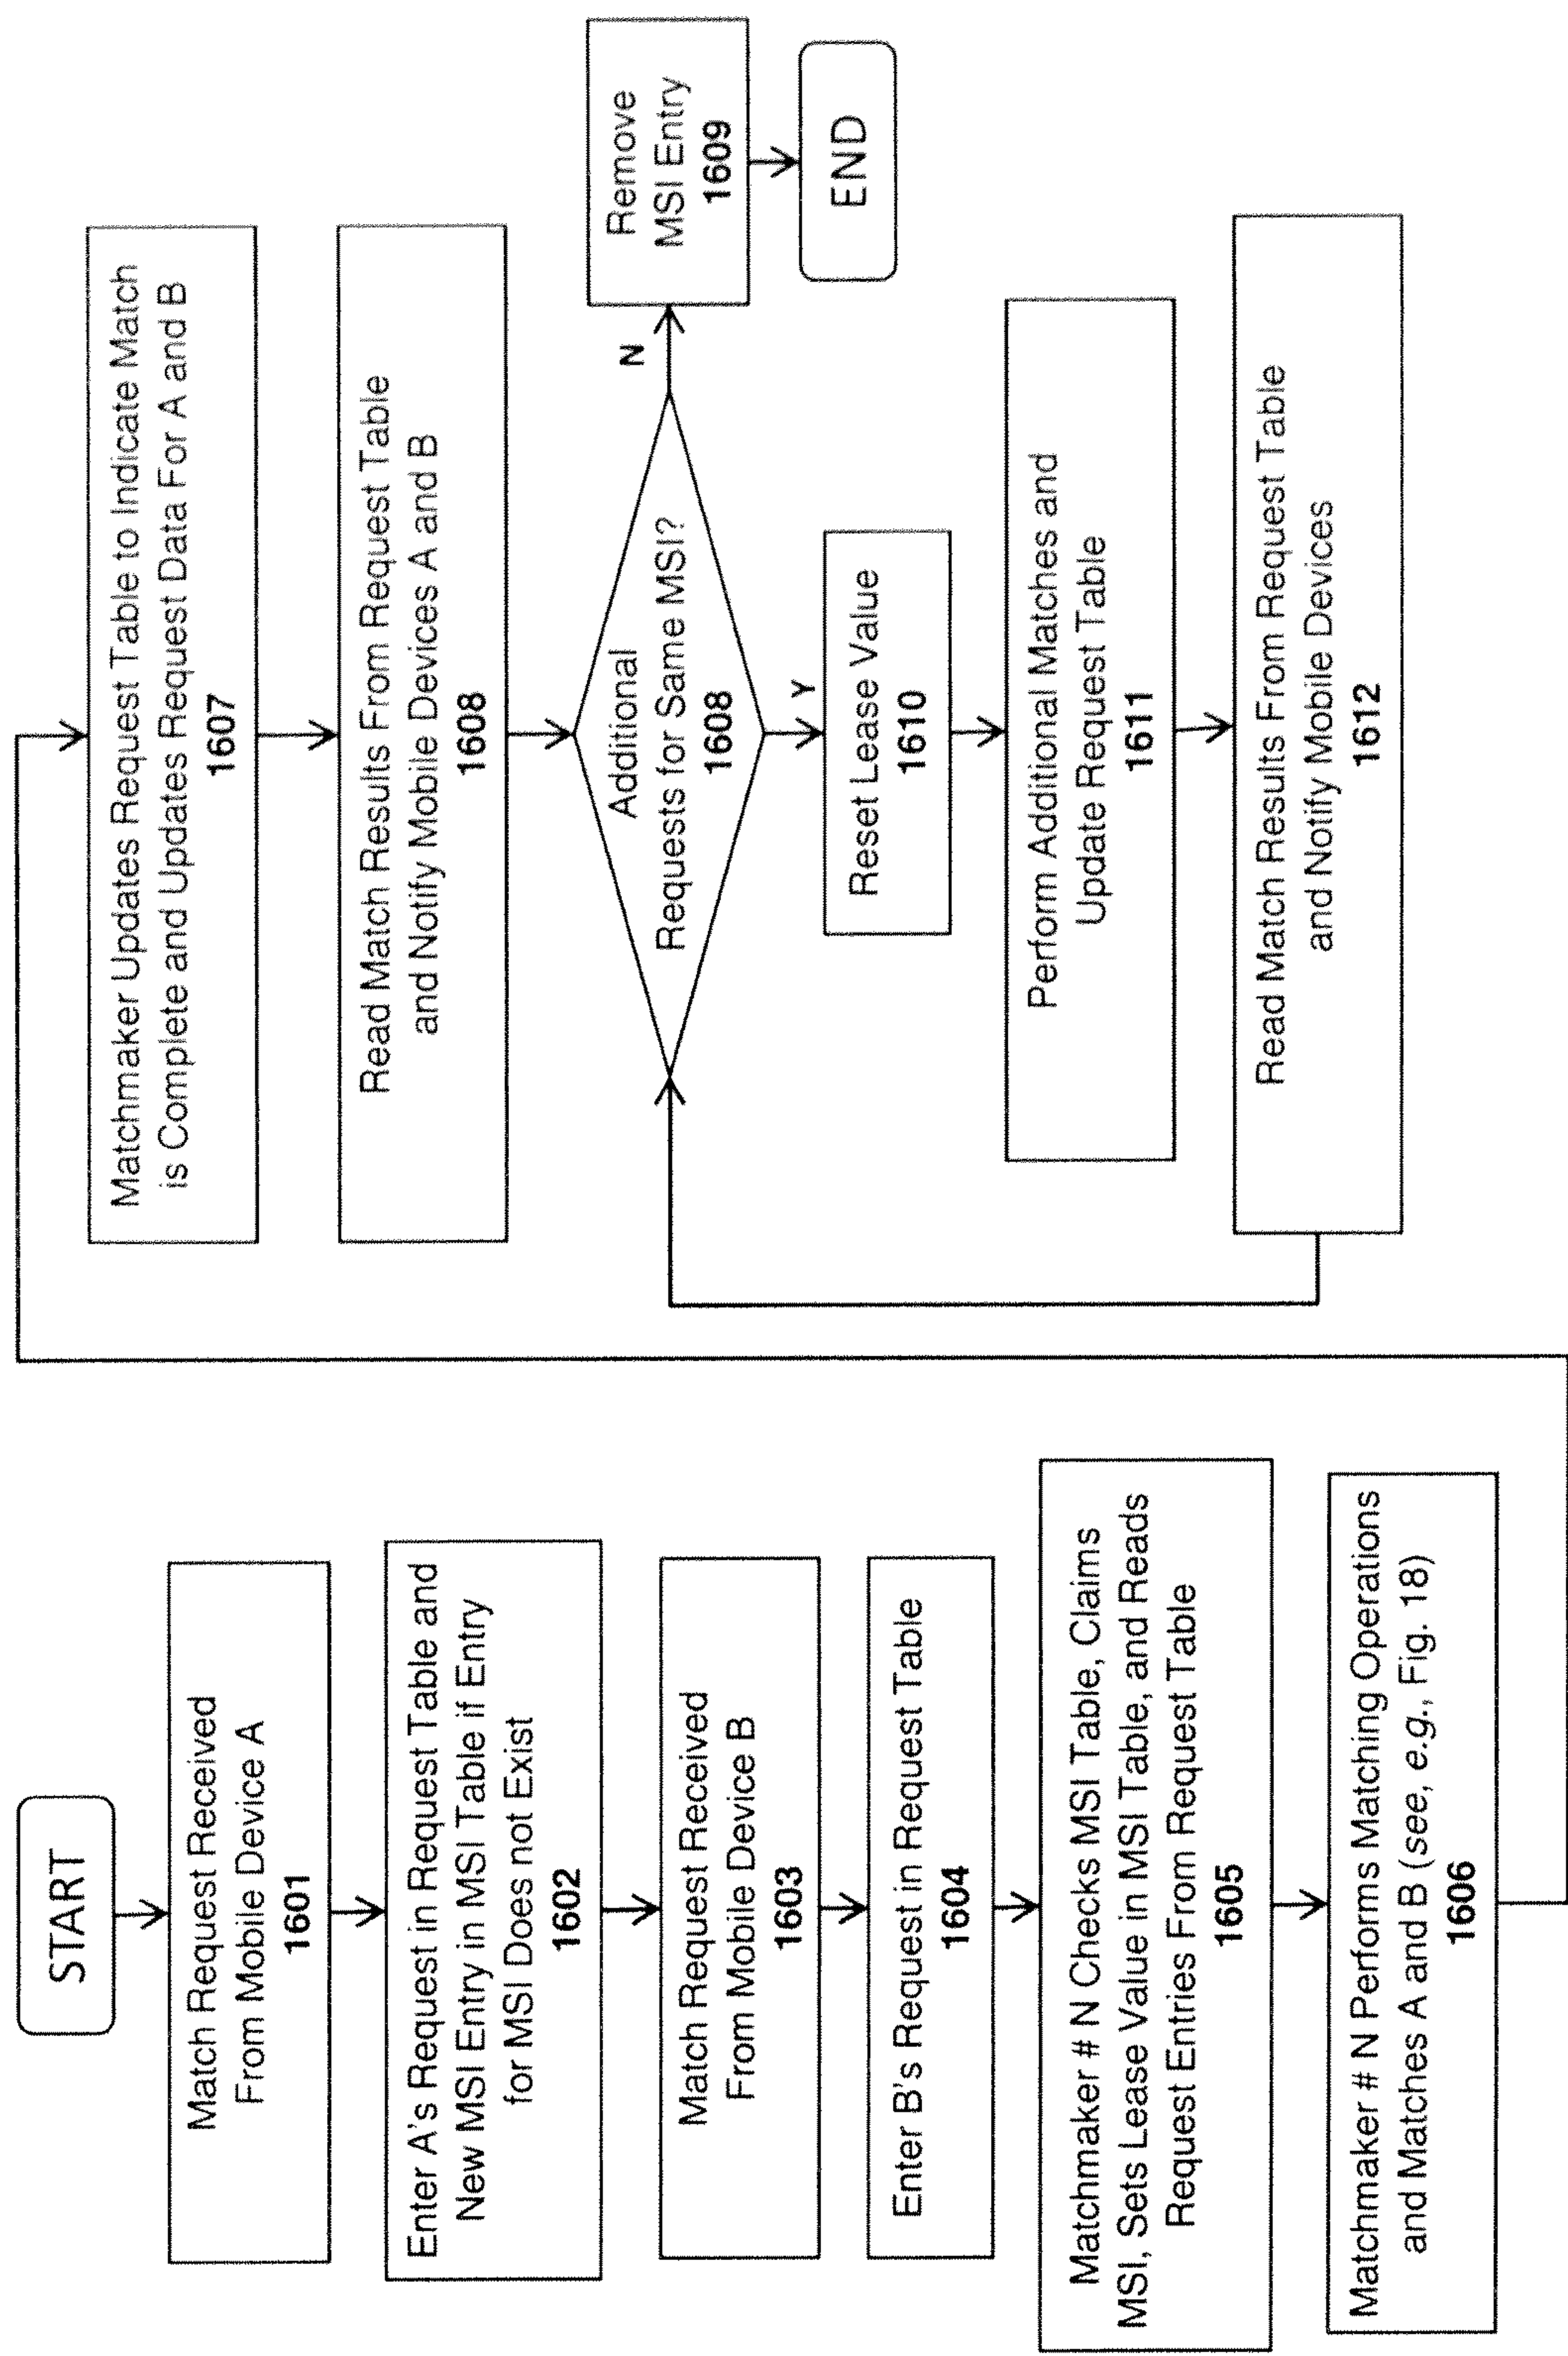 START
Match Request Received
From Mobile Device A
1601
Enter A's Request in Request Table and
New MSI Entry in MSI Table if Entry
for MSI Does not Exist
1602
Match Request Received
From Mobile Device B
1603
Enter B's Request in Request Table
1604
Matchmaker # N Checks MSI Table, Claims
MSI, Sets Lease Value in MSI Table, and Reads
Request Entries From Request Table
1605
Matchmaker # N Performs Matching Operations
and Matches A and B (see, e.g., Fig. 18)
1606
Matchmaker Updates Request Table to Indicate Match
is Complete and Updates Request Data For A and B
1607
Read Match Results From Request Table
and Notify Mobile Devices A and B
1608
Additional
Requests for Same MSI?
1608
N
Remove
MSI Entry
1609
END
Y
Reset Lease Value
1610
Perform Additional Matches and
Update Request Table
1611
Read Match Results From Request Table
and Notify Mobile Devices
1612